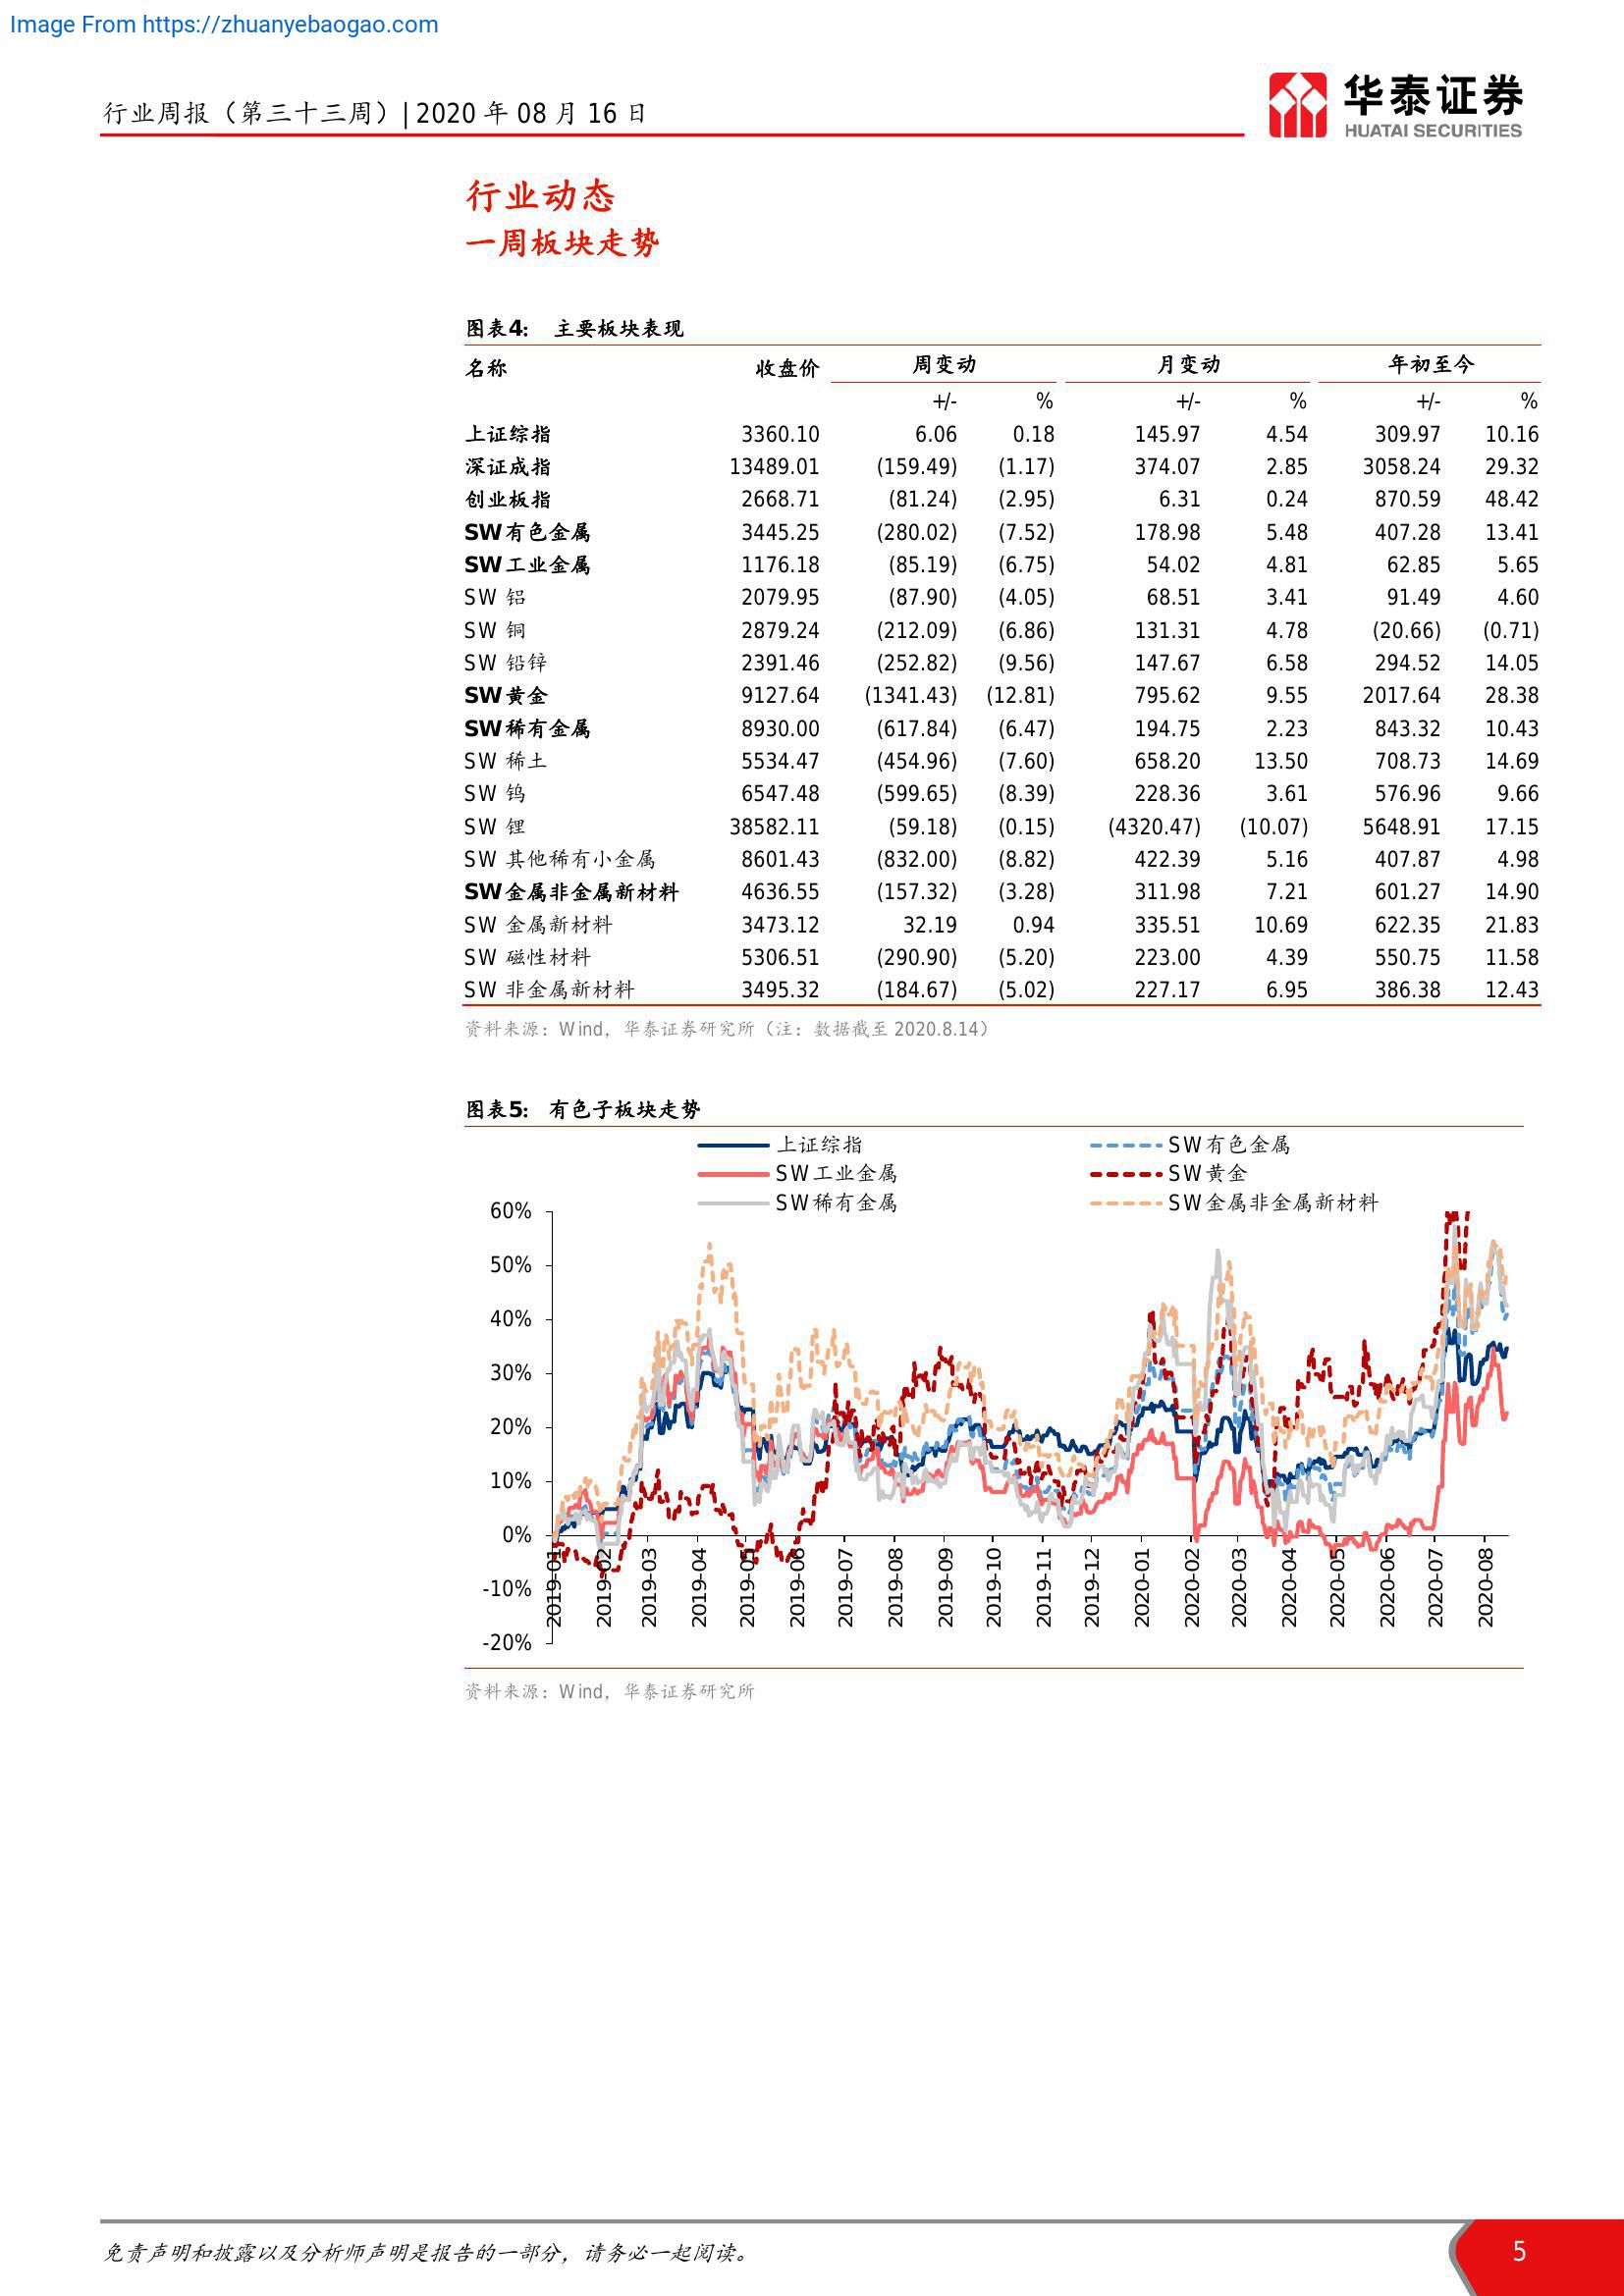 Image From https://zhuanyebaogao.com
行业周报（第三十三周）| 2020 年 08 月 16 日
华泰证券
HUATAI SECURITIES
行业动态
一周板块走势
图表4： 主要板块表现
名称 收盘价 周变动 月变动 年初至今
+/- % +/- % +/- %
上证综指 3360.10 6.06 0.18 145.97 4.54 309.97 10.16
深证成指 13489.01 (159.49) (1.17) 374.07 2.85 3058.24 29.32
创业板指 2668.71 (81.24) (2.95) 6.31 0.24 870.59 48.42
SW有色金属 3445.25 (280.02) (7.52) 178.98 5.48 407.28 13.41
SW工业金属 1176.18 (85.19) (6.75) 54.02 4.81 62.85 5.65
SW 铝 2079.95 (87.90) (4.05) 68.51 3.41 91.49 4.60
SW 铜 2879.24 (212.09) (6.86) 131.31 4.78 (20.66) (0.71)
SW 铅锌 2391.46 (252.82) (9.56) 147.67 6.58 294.52 14.05
SW黄金 9127.64 (1341.43) (12.81) 795.62 9.55 2017.64 28.38
SW稀有金属 8930.00 (617.84) (6.47) 194.75 2.23 843.32 10.43
SW 稀土 5534.47 (454.96) (7.60) 658.20 13.50 708.73 14.69
SW 钨 6547.48 (599.65) (8.39) 228.36 3.61 576.96 9.66
SW 锂 38582.11 (59.18) (0.15) (4320.47) (10.07) 5648.91 17.15
SW 其他稀有小金属 8601.43 (832.00) (8.82) 422.39 5.16 407.87 4.98
SW金属非金属新材料 4636.55 (157.32) (3.28) 311.98 7.21 601.27 14.90
SW 金属新材料 3473.12 32.19 0.94 335.51 10.69 622.35 21.83
SW 磁性材料 5306.51 (290.90) (5.20) 223.00 4.39 550.75 11.58
SW 非金属新材料 3495.32 (184.67) (5.02) 227.17 6.95 386.38 12.43
资料来源：Wind，华泰证券研究所（注：数据截至 2020.8.14）
图表5： 有色子板块走势
上证综指 SW有色金属
SW工业金属 SW黄金
SW稀有金属 SW金属非金属新材料
60%
50%
40%
30%
20%
10%
0%
-10%
-20%
2019-01 2019-02 2019-03 2019-04 2019-05 2019-06 2019-07 2019-08 2019-09 2019-10 2019-11 2019-12 2020-01 2020-02 2020-03 2020-04 2020-05 2020-06 2020-07 2020-08
资料来源：Wind，华泰证券研究所
免责声明和披露以及分析师声明是报告的一部分，请务必一起阅读。
5